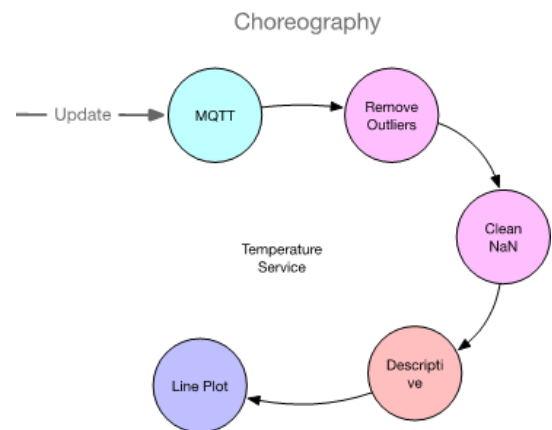 Choreography
Update
MQTT
Remove
Outliers
Clean
NaN
Temperature
Service
Descripti
ve
Line Plot